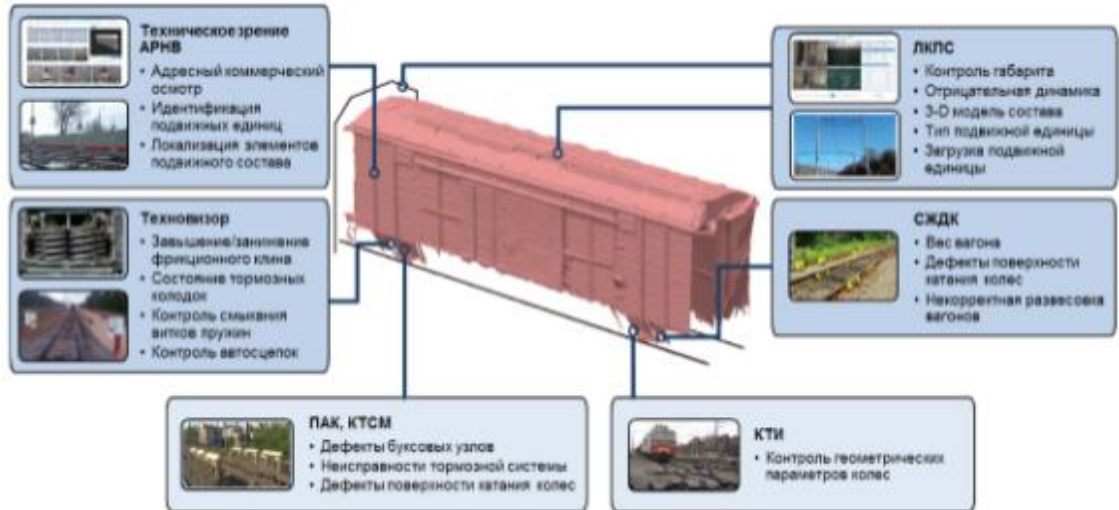 Техническое зрение
АРНВ
• Адресный коммерческий
осмотр
• Идентификация
подвижных единиц
• Локализация элементов
подвижного состава
Техновизор
• Завышение/занижение
фрикционного клина
• Состояние тормозных
колодок
• Контроль смыкания
витков пружин
• Контроль автосцепок
ЛКПС
• Контроль габарита
• Отрицательная динамика
• 3-D модель состава
• Тип подвижной единицы
• Загрузка подвижной
единицы
СЖДК
• Вес вагона
• Дефекты поверхности
катания колес
• Некорректная развесовка
вагонов
ПАК, КТСМ
• Дефекты буксовых узлов
• Неисправности тормозной системы
• Дефекты поверхности катания колес
КТИ
• Контроль геометрических
параметров колес